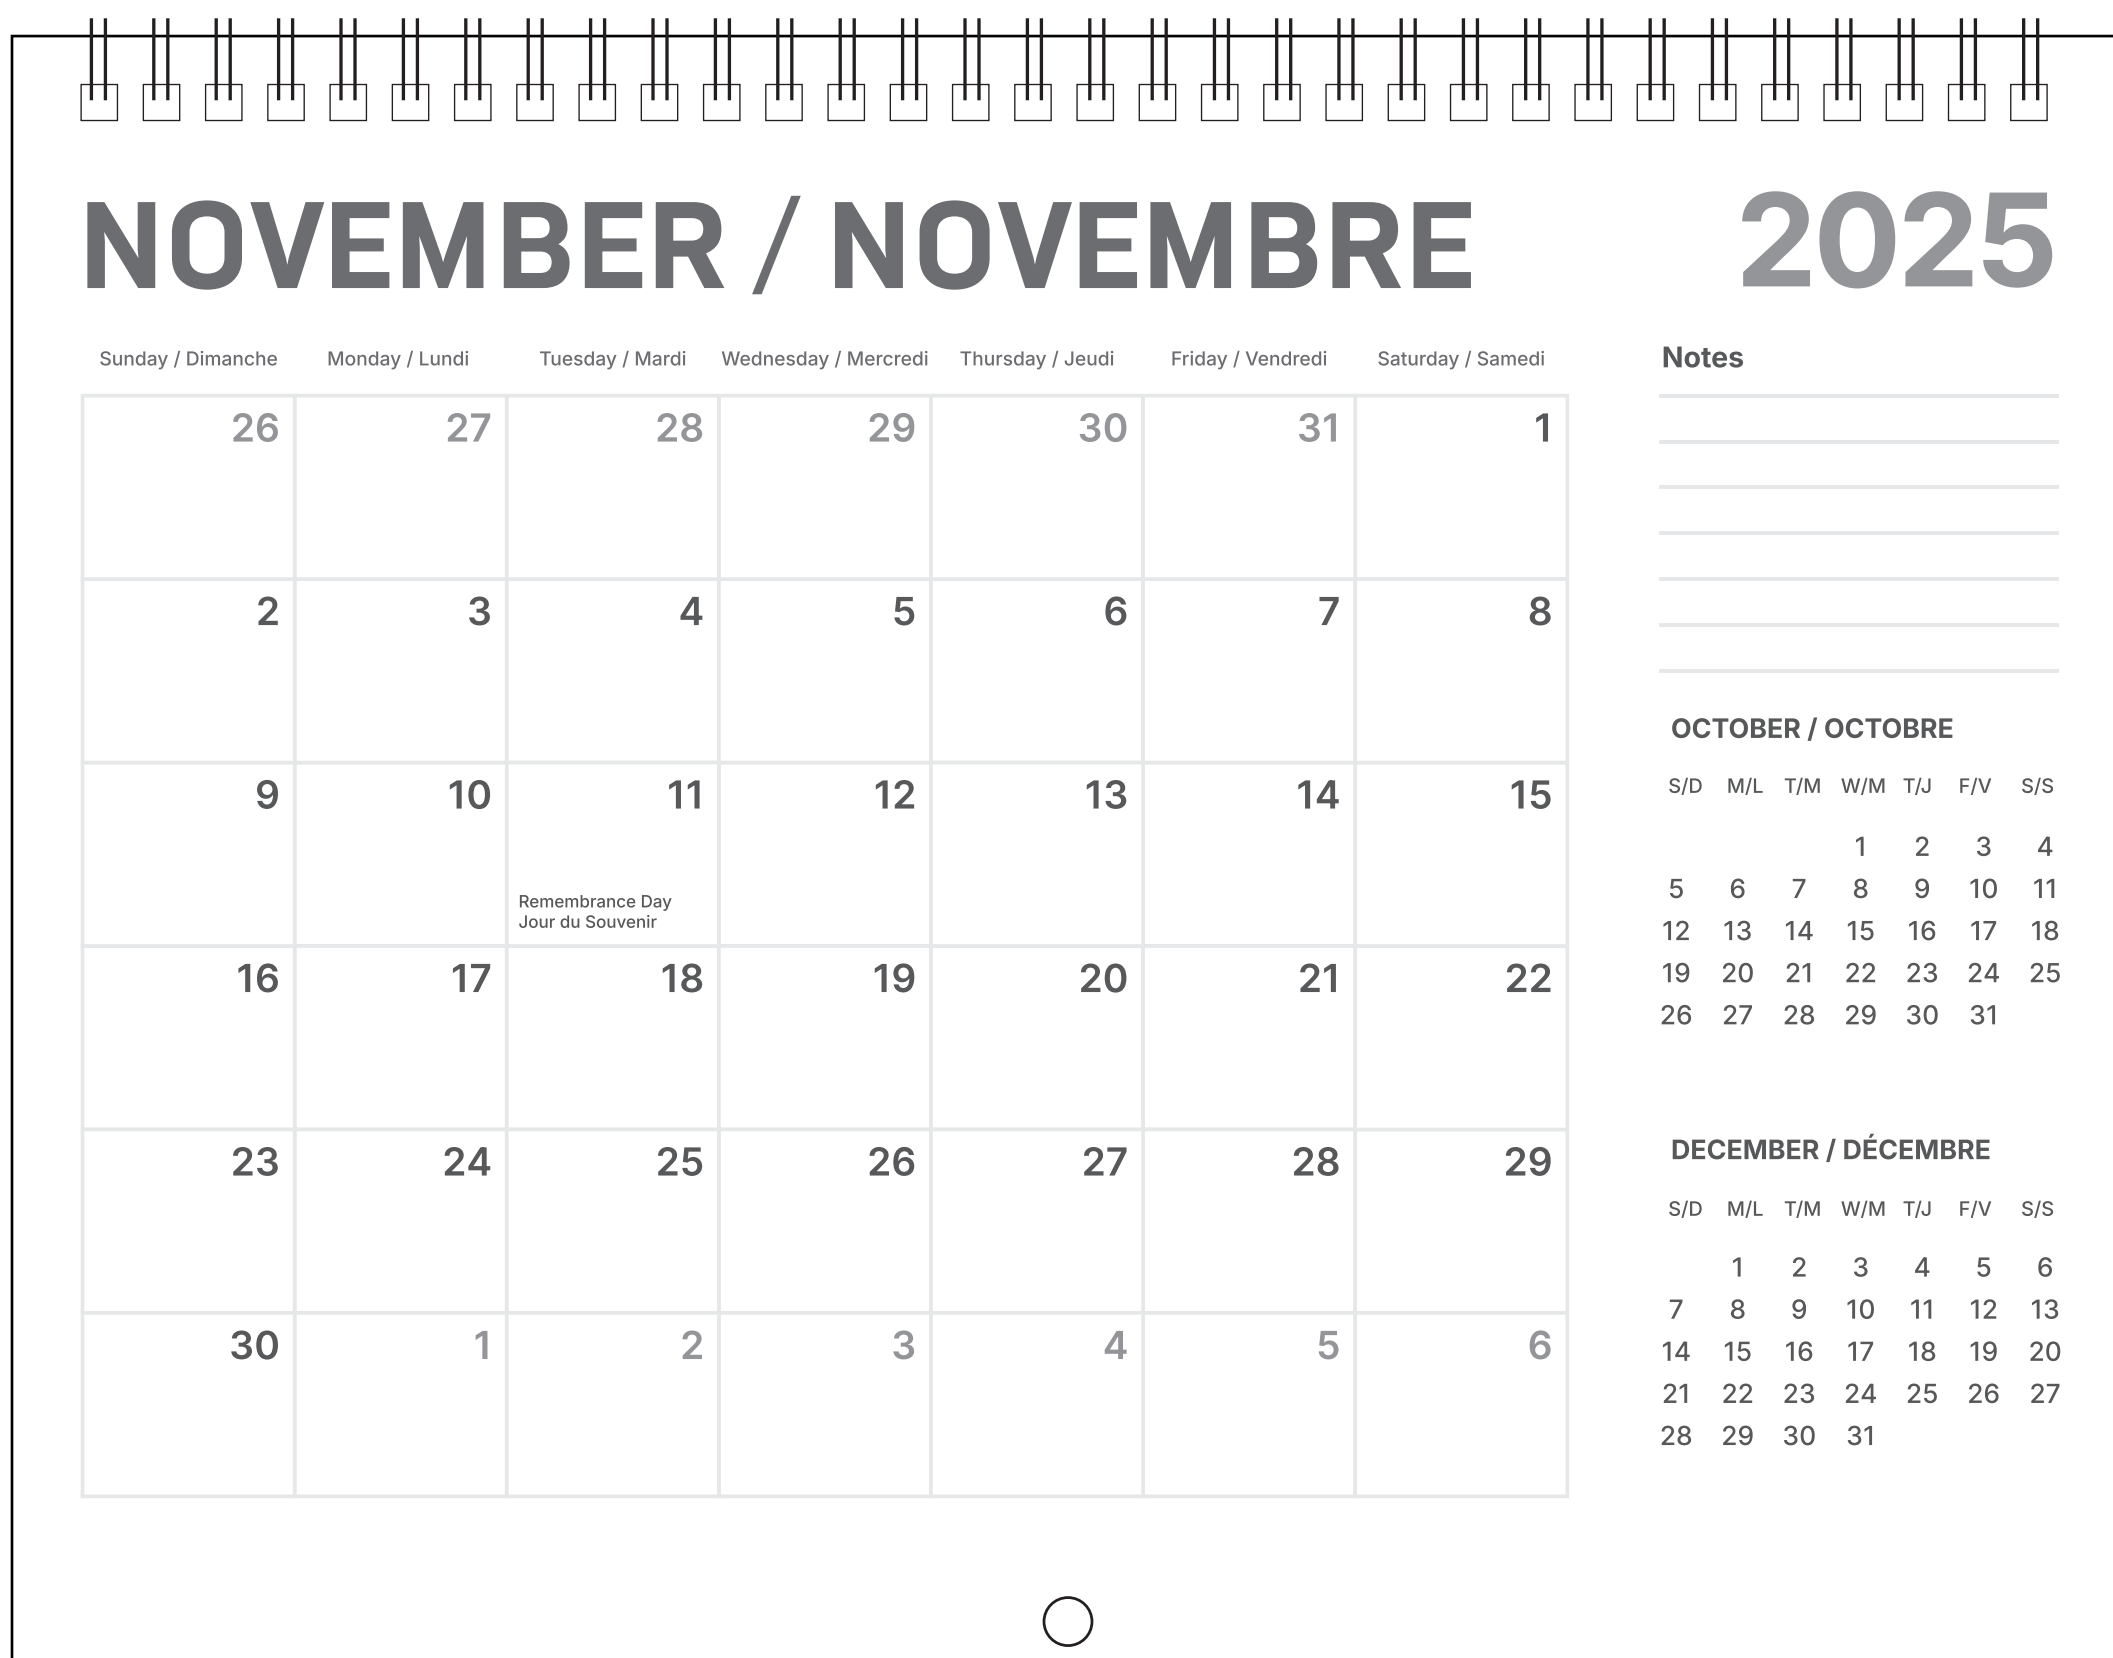 NOVEMBER / NOVEMBRE 2025
Sunday / Dimanche Monday / Lundi Tuesday / Mardi Wednesday / Mercredi Thursday / Jeudi Friday / Vendredi Saturday / Samedi
26 27 28 29 30 31 1
2 3 4 5 6 7 8
9 10 11 12 13 14 15
Remembrance Day
Jour du Souvenir
16 17 18 19 20 21 22
23 24 25 26 27 28 29
30 1 2 3 4 5 6
Notes
OCTOBER / OCTOBRE
S/D M/L T/M W/M T/J F/V S/S
1 2 3 4
5 6 7 8 9 10 11
12 13 14 15 16 17 18
19 20 21 22 23 24 25
26 27 28 29 30 31
DECEMBER / DÉCEMBRE
S/D M/L T/M W/M T/J F/V S/S
1 2 3 4 5 6
7 8 9 10 11 12 13
14 15 16 17 18 19 20
21 22 23 24 25 26 27
28 29 30 31